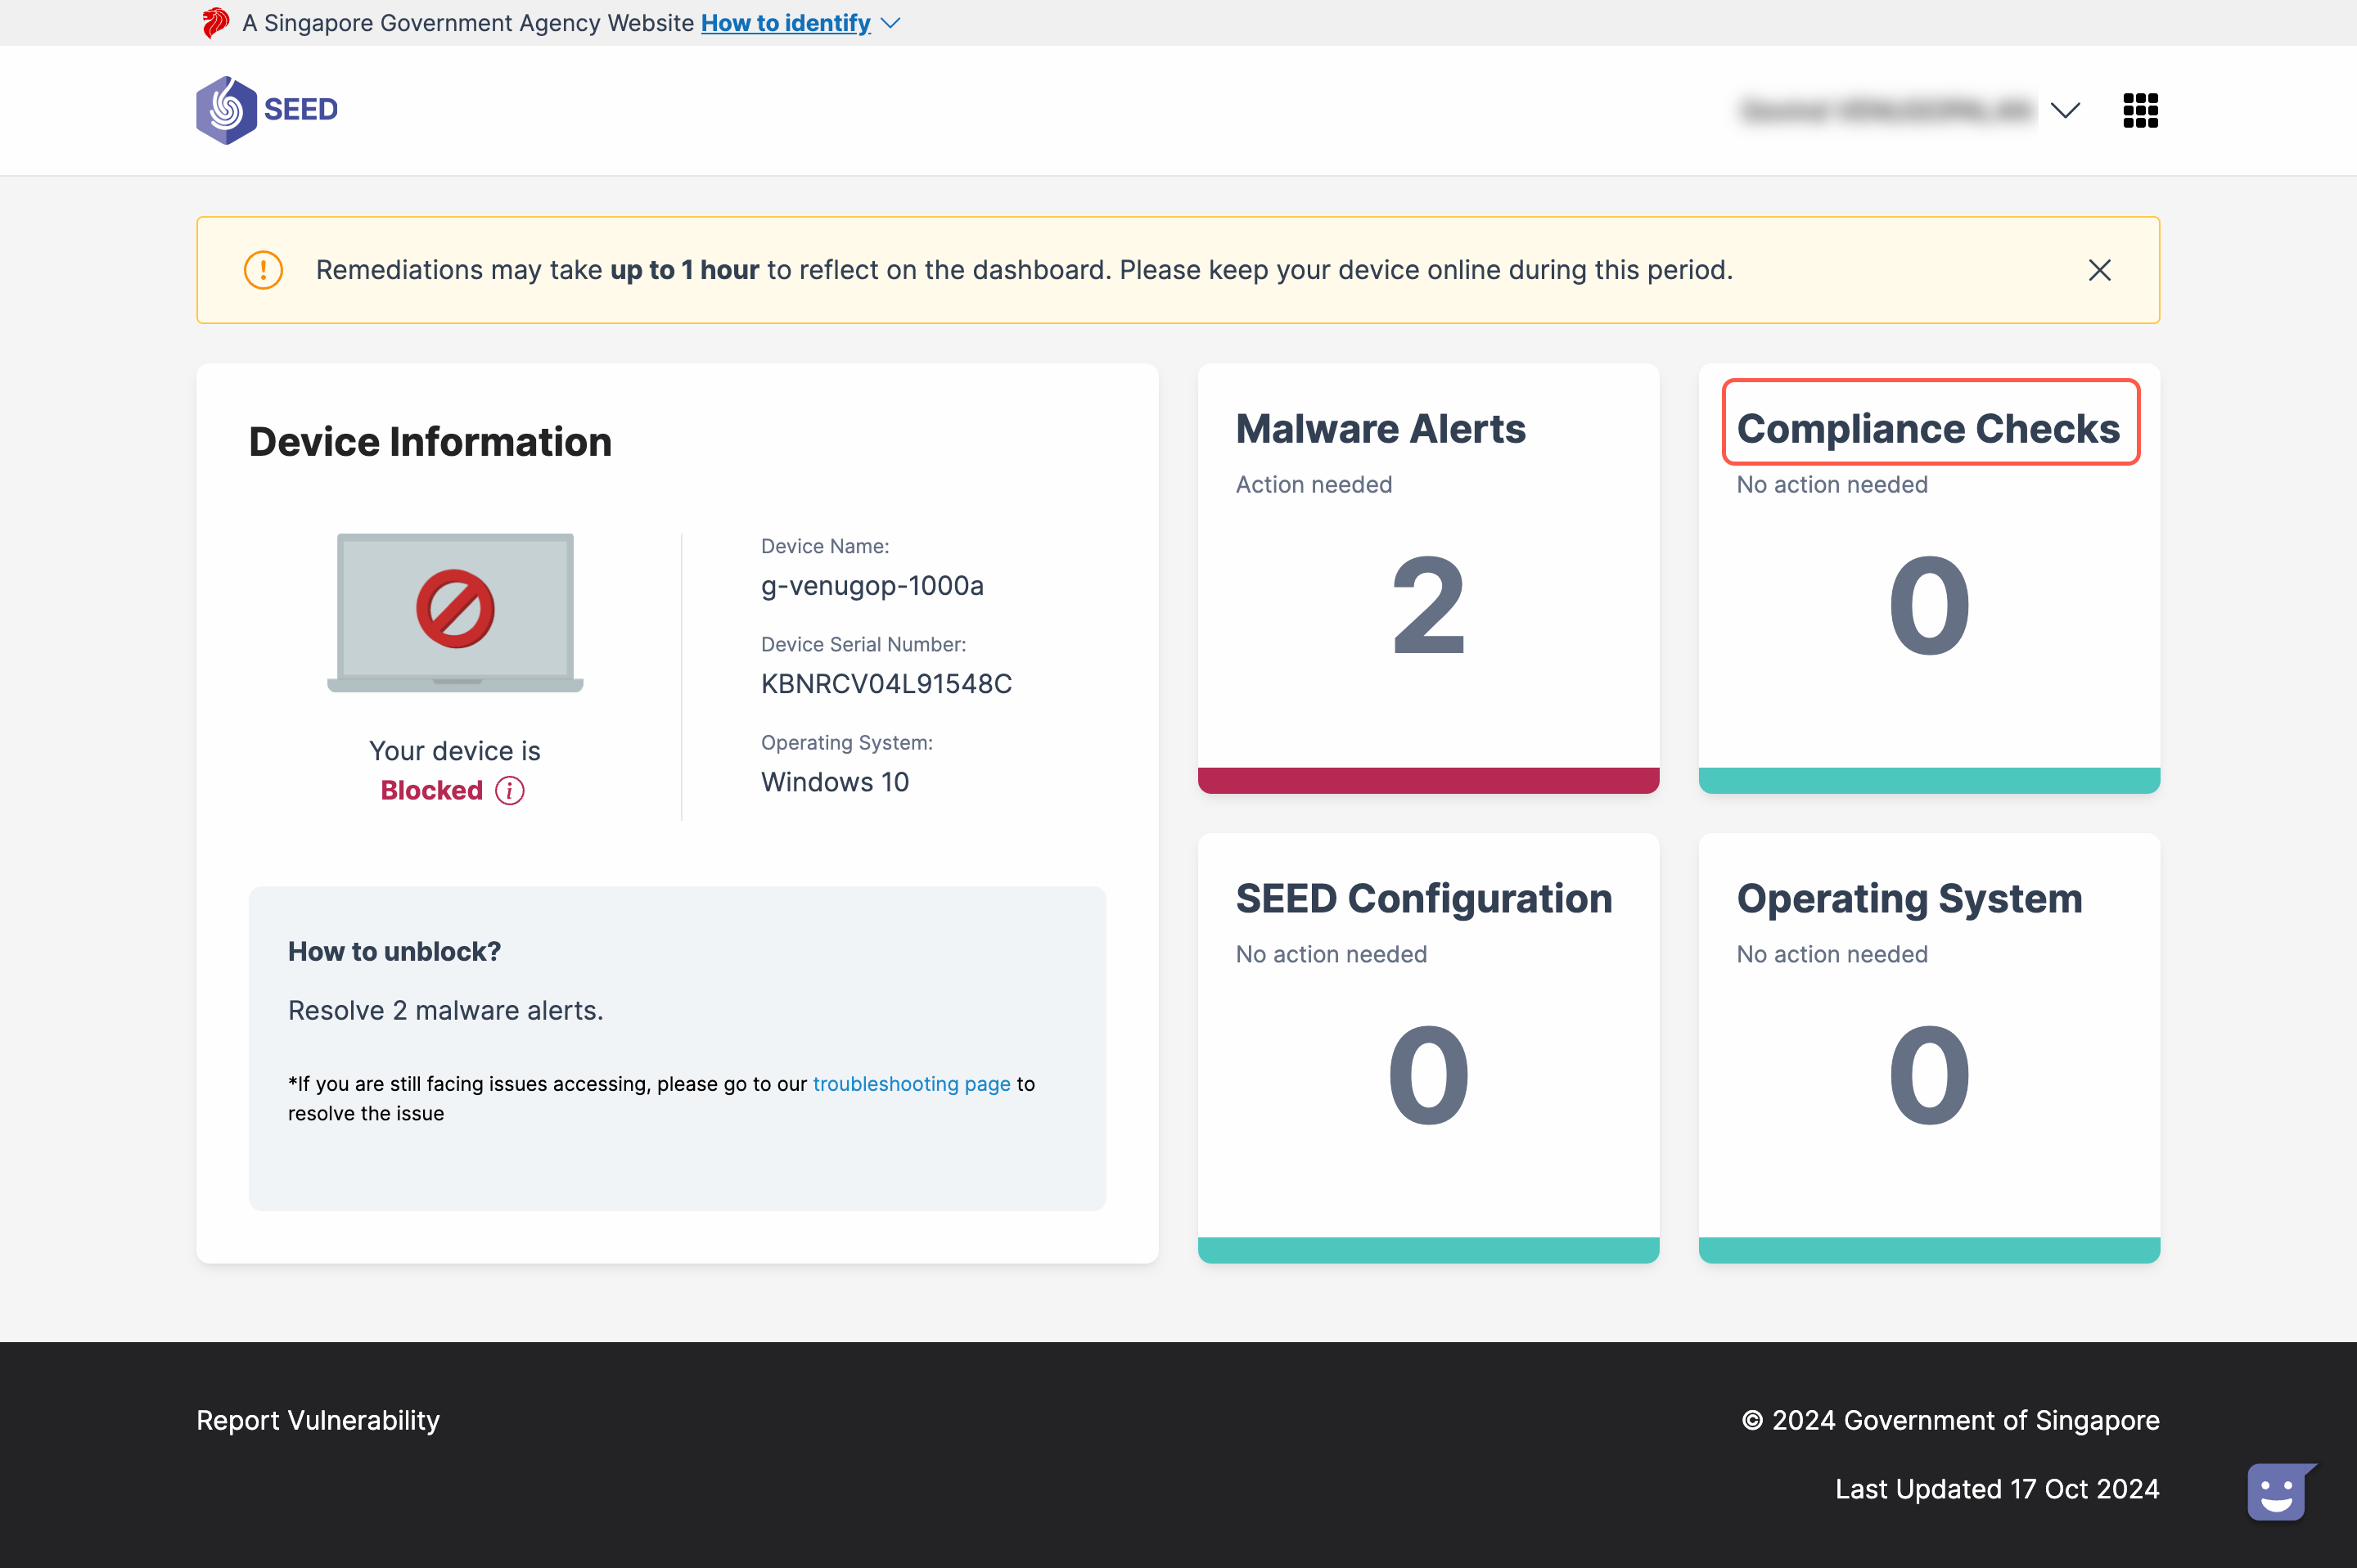 A Singapore Government Agency Website How to identify
SEED
Remediations may take up to 1 hour to reflect on the dashboard. Please keep your device online during this period.
Device Information
Your device is
Blocked
Device Name:
g-venugop-1000a
Device Serial Number:
KBNRCV04L91548C
Operating System:
Windows 10
How to unblock?
Resolve 2 malware alerts.
*If you are still facing issues accessing, please go to our troubleshooting page to
resolve the issue
Malware Alerts
Action needed
2
Compliance Checks
No action needed
0
SEED Configuration
No action needed
0
Operating System
No action needed
0
Report Vulnerability
© 2024 Government of Singapore
Last Updated 17 Oct 2024